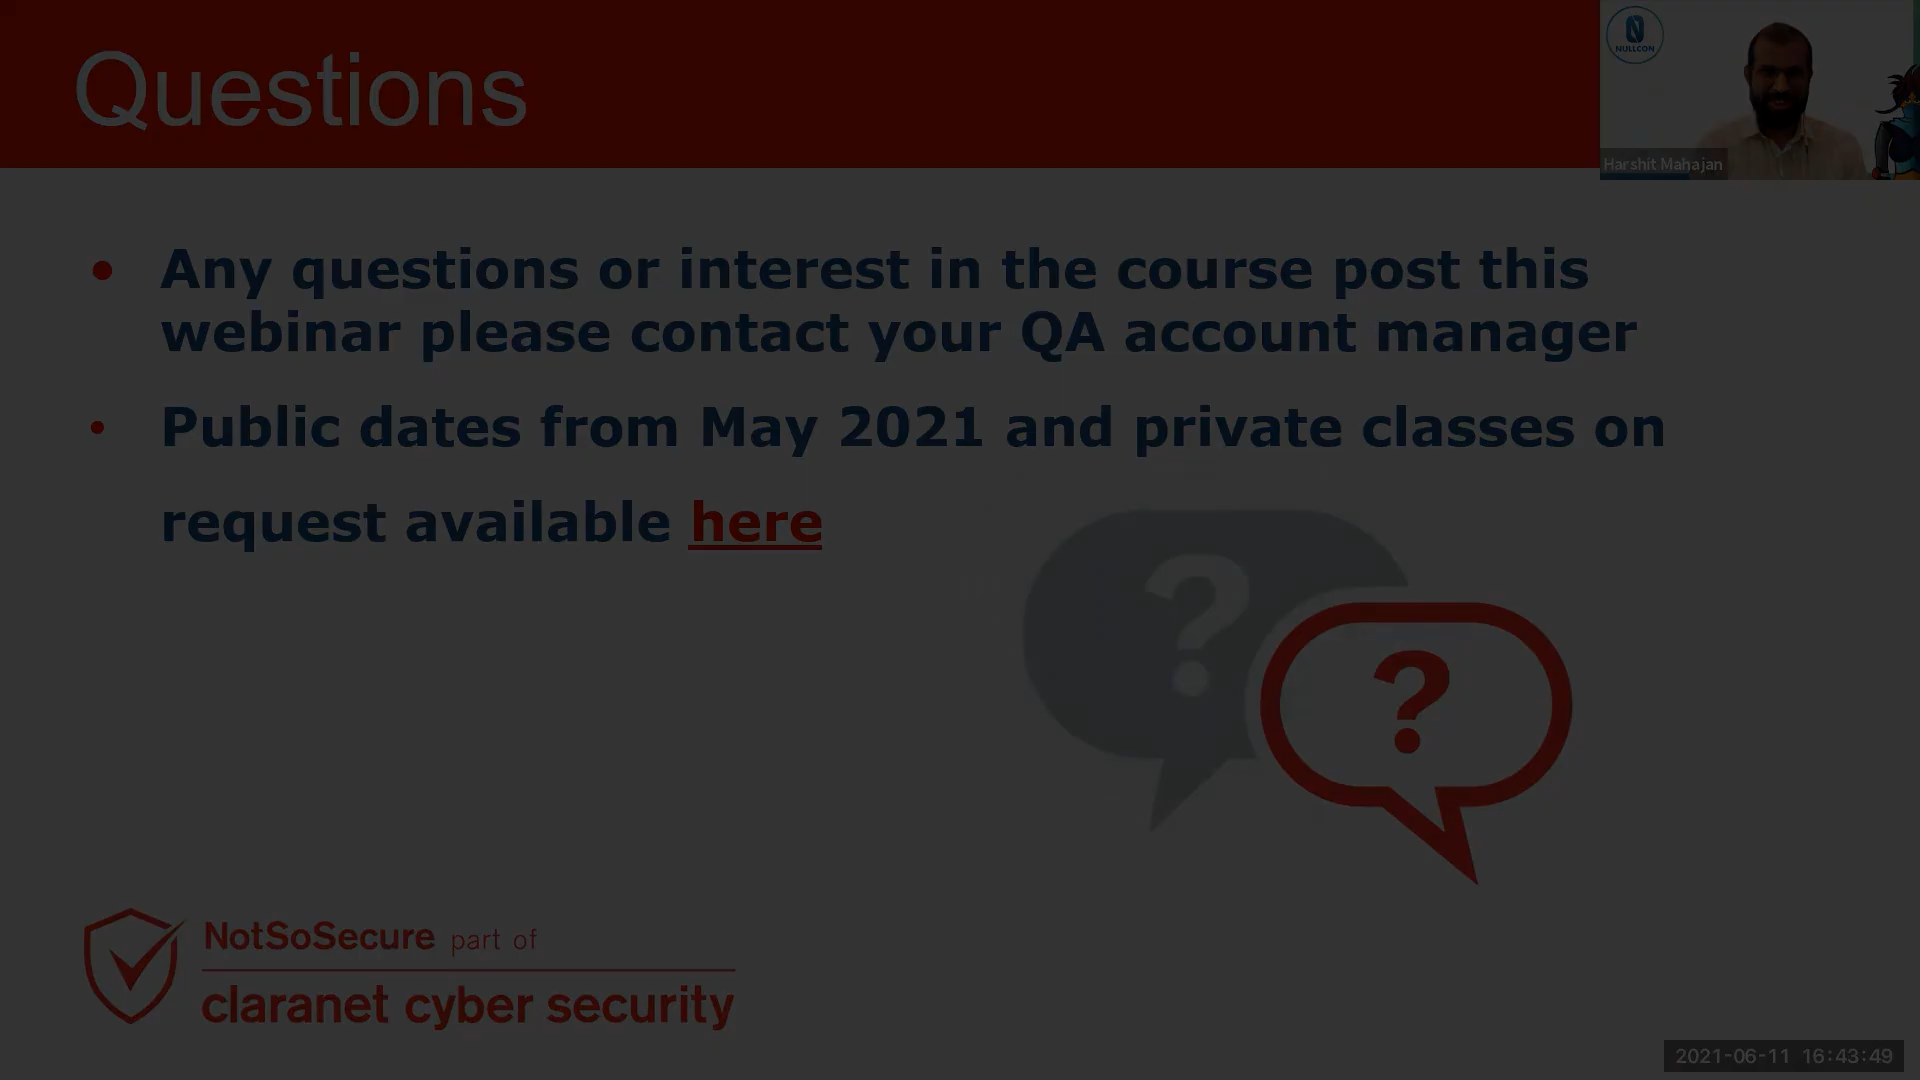 Questions
NULLCON
Harshit Mahajan
• Any questions or interest in the course post this
webinar please contact your QA account manager
• Public dates from May 2021 and private classes on
request available here
?
?
NotSoSecure part of
claranet cyber security
2021-06-11 16:43:49